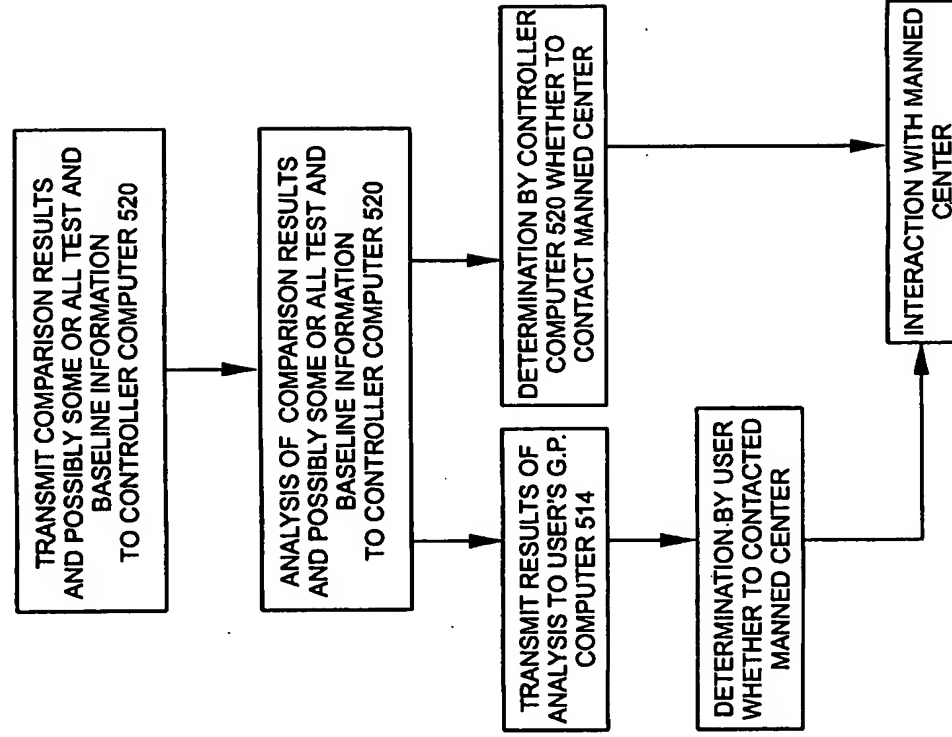 TRANSMIT COMPARISON RESULTS
AND POSSIBLY SOME OR ALL TEST AND
BASELINE INFORMATION
TO CONTROLLER COMPUTER 520
ANALYSIS OF COMPARISON RESULTS
AND POSSIBLY SOME OR ALL TEST AND
BASELINE INFORMATION
TO CONTROLLER COMPUTER 520
TRANSMIT RESULTS OF
ANALYSIS TO USER'S G.P.
COMPUTER 514
DETERMINATION BY CONTROLLER
COMPUTER 520 WHETHER TO
CONTACT MANNED CENTER
DETERMINATION BY USER
WHETHER TO CONTACTED
MANNED CENTER
INTERACTION WITH MANNED
CENTER